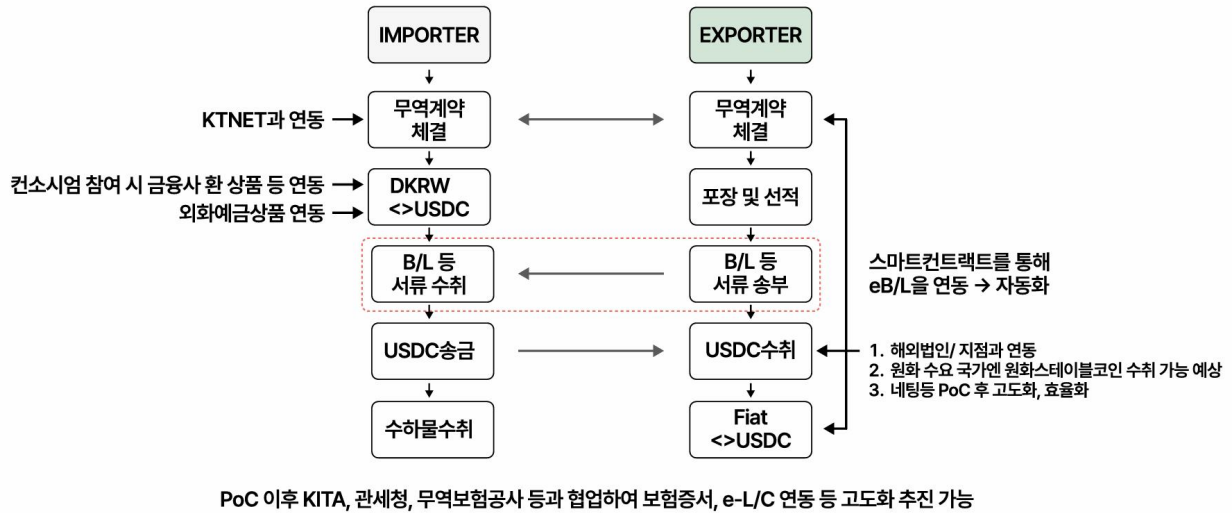 IMPORTER
EXPORTER
KTNET과 연동
무역계약
체결
무역계약
체결
컨소시엄 참여 시 금융사 환 상품 등 연동
외화예금상품 연동
DKRW
<>USDC
포장 및 선적
B/L 등
서류 수취
B/L 등
서류 송부
스마트컨트랙트를 통해
eB/L을 연동 → 자동화
USDC송금
USDC수취
1. 해외법인/ 지점과 연동
2. 원화 수요 국가엔 원화스테이블코인 수취 가능 예상
3. 네팅등 PoC 후 고도화, 효율화
수하물수취
Fiat
<>USDC
PoC 이후 KITA, 관세청, 무역보험공사 등과 협업하여 보험증서, e-L/C 연동 등 고도화 추진 가능